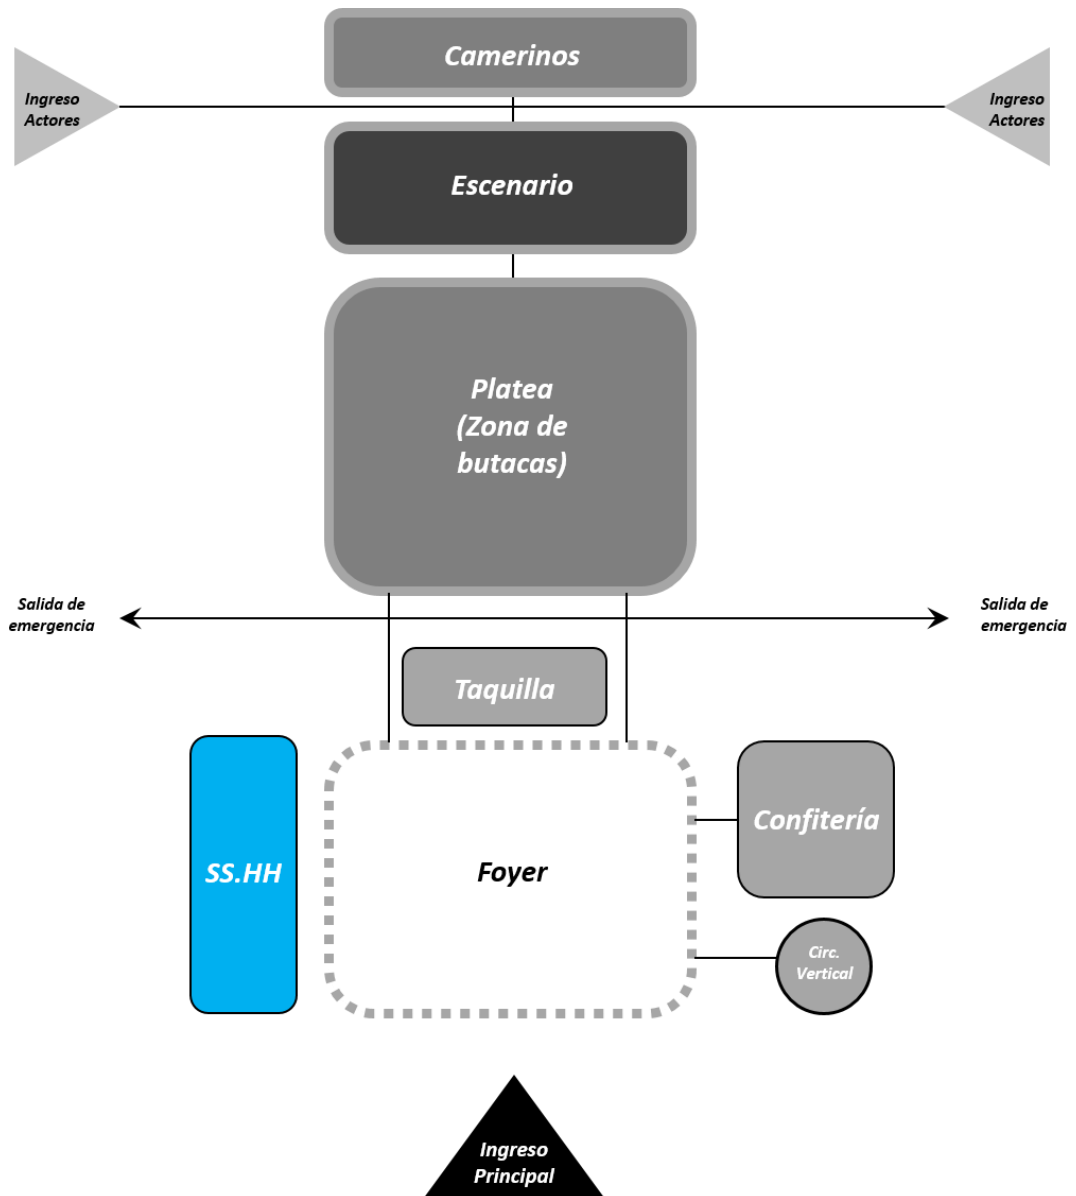 Camerinos
Ingreso
Actores
Ingreso
Actores
Escenario
Platea
(Zona de
butacas)
Salida de
emergencia
Salida de
emergencia
Taquilla
Confitería
SS.HH
Foyer
Circ.
Vertical
Ingreso
Principal